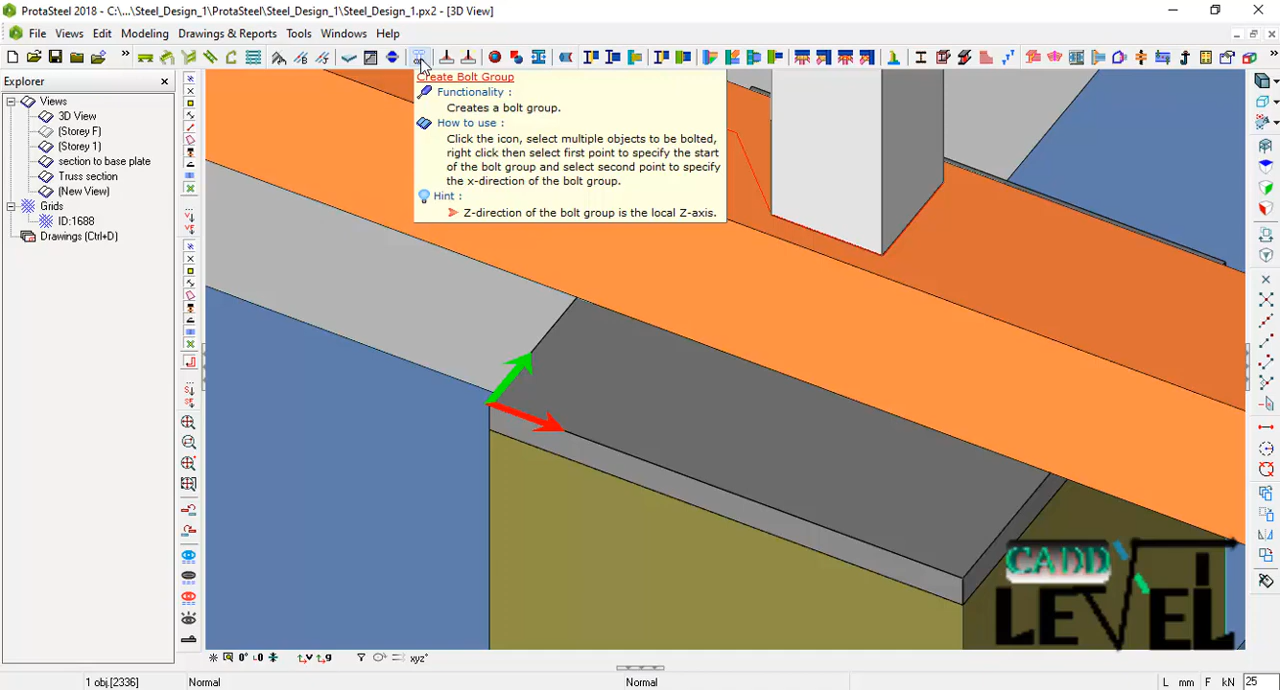 ProtaSteel 2018 - C:\...\Steel_Design_1\ProtaSteel\Steel_Design_1\Steel_Design_1.px2 - [3D View]
File Views Edit Modeling Drawings & Reports Tools Windows Help
Explorer
Views
3D View
(Storey F)
(Storey 1)
section to base plate
Truss section
(New View)
Grids
ID:1688
Drawings (Ctrl+D)
Create Bolt Group
Functionality :
Creates a bolt group.
How to use :
Click the icon, select multiple objects to be bolted,
right click then select first point to specify the start
of the bolt group and select second point to specify
the x-direction of the bolt group.
Hint :
Z-direction of the bolt group is the local Z-axis.
CADD
LEVEL
xyz°
1 obj.[2336] Normal Normal L mm F kN 25